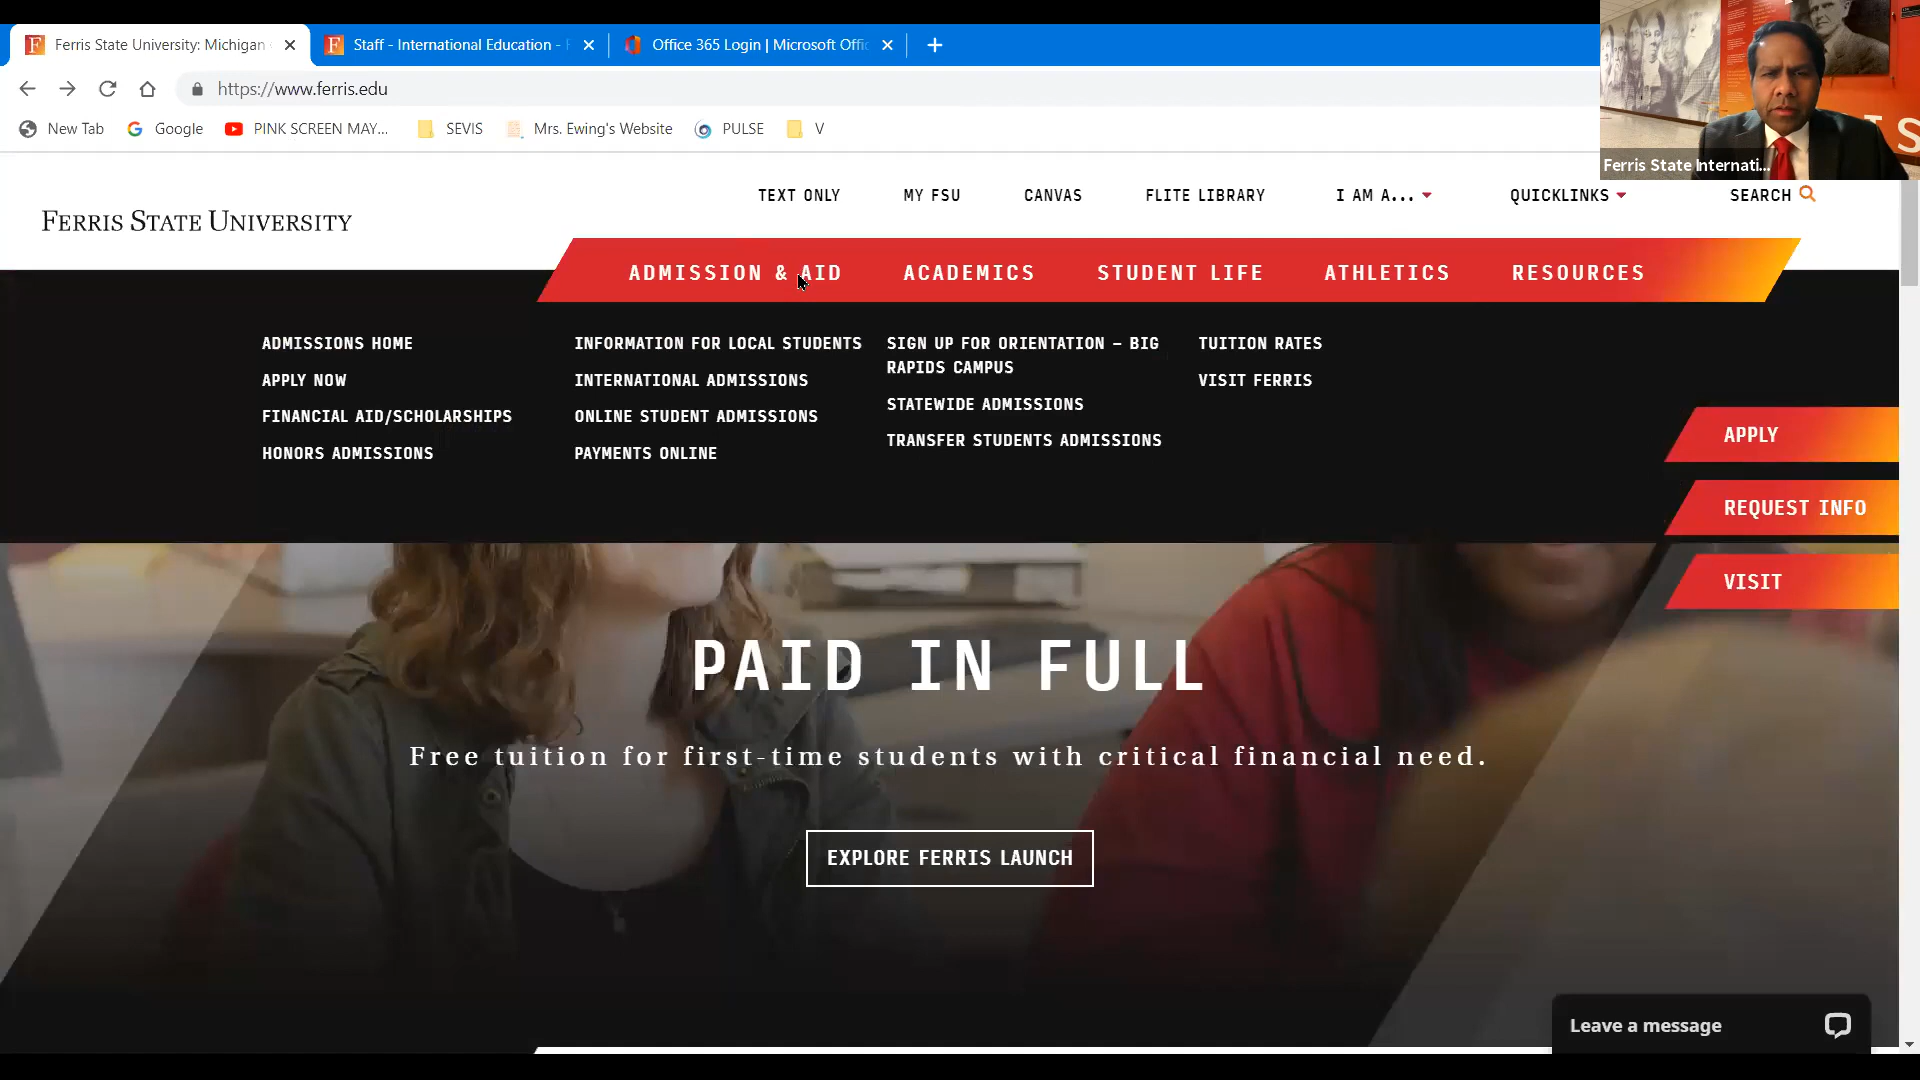 Ferris State University: Michigan
Staff - International Education - F
Office 365 Login | Microsoft Offic
https://www.ferris.edu
New Tab
Google
PINK SCREEN MAY...
SEVIS
Mrs. Ewing's Website
PULSE
V
Ferris State Internati...
TEXT ONLY
MY FSU
CANVAS
FLITE LIBRARY
I AM A...
QUICKLINKS
SEARCH
FERRIS STATE UNIVERSITY
ADMISSION & AID
ACADEMICS
STUDENT LIFE
ATHLETICS
RESOURCES
ADMISSIONS HOME
APPLY NOW
FINANCIAL AID/SCHOLARSHIPS
HONORS ADMISSIONS
INFORMATION FOR LOCAL STUDENTS
INTERNATIONAL ADMISSIONS
ONLINE STUDENT ADMISSIONS
PAYMENTS ONLINE
SIGN UP FOR ORIENTATION – BIG
RAPIDS CAMPUS
STATEWIDE ADMISSIONS
TRANSFER STUDENTS ADMISSIONS
TUITION RATES
VISIT FERRIS
APPLY
REQUEST INFO
VISIT
PAID IN FULL
Free tuition for first-time students with critical financial need.
EXPLORE FERRIS LAUNCH
Leave a message